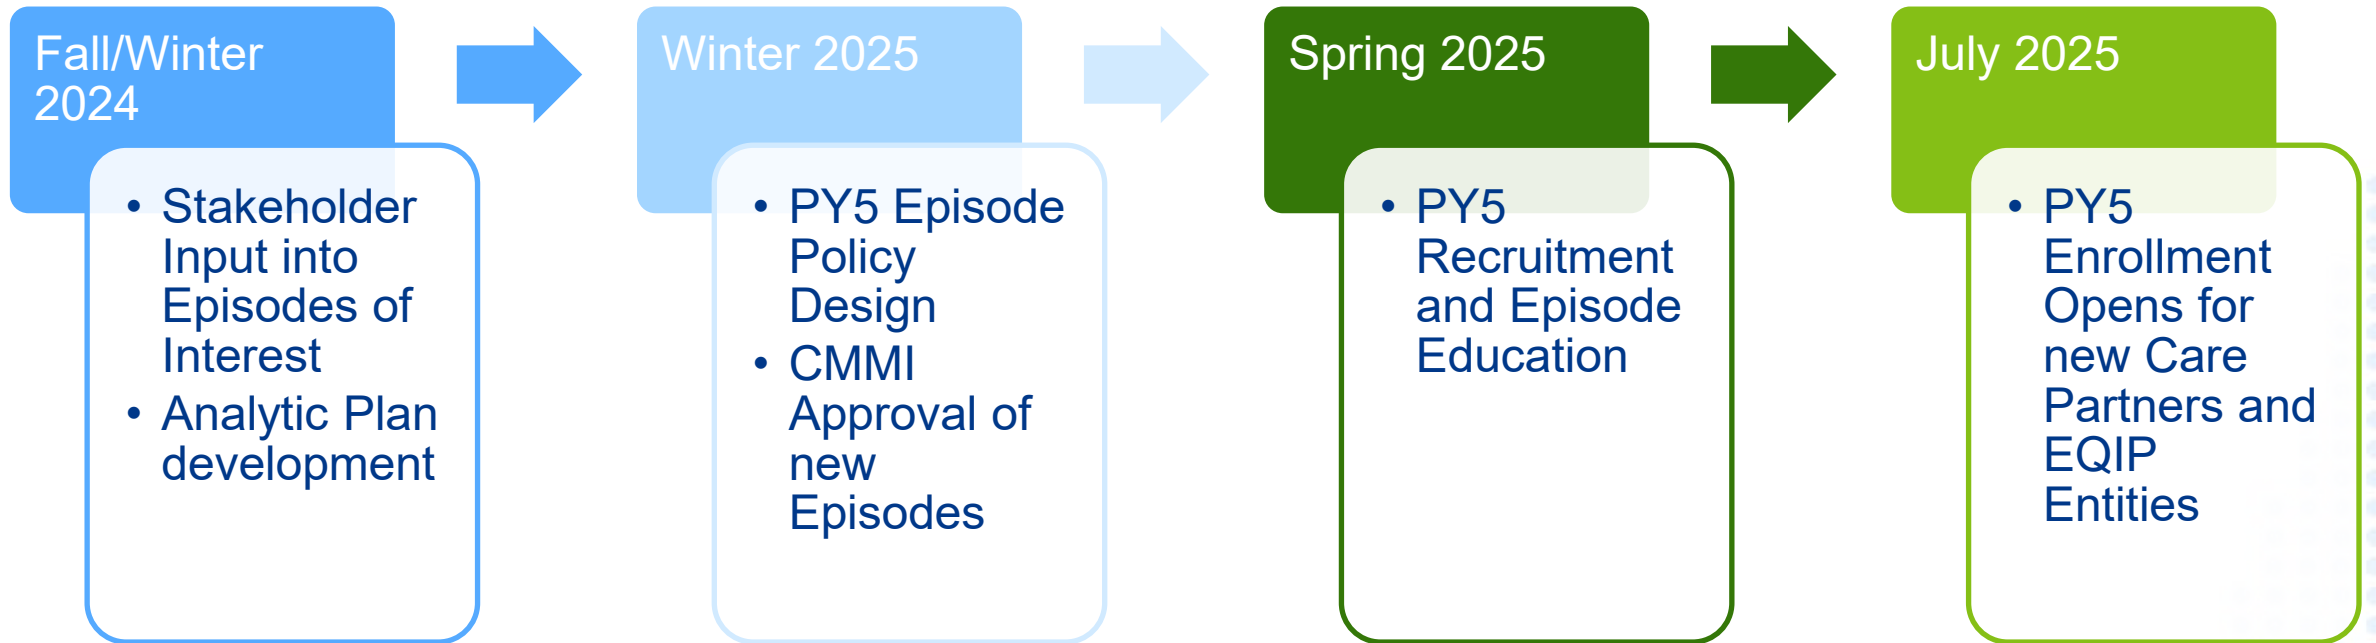 Fall/Winter
2024
• Stakeholder
Input into
Episodes of
Interest
• Analytic Plan
development
Winter 2025
• PY5 Episode
Policy
Design
• CMMI
Approval of
new
Episodes
Spring 2025
• PY5
Recruitment
and Episode
Education
July 2025
• PY5
Enrollment
Opens for
new Care
Partners and
EQIP
Entities